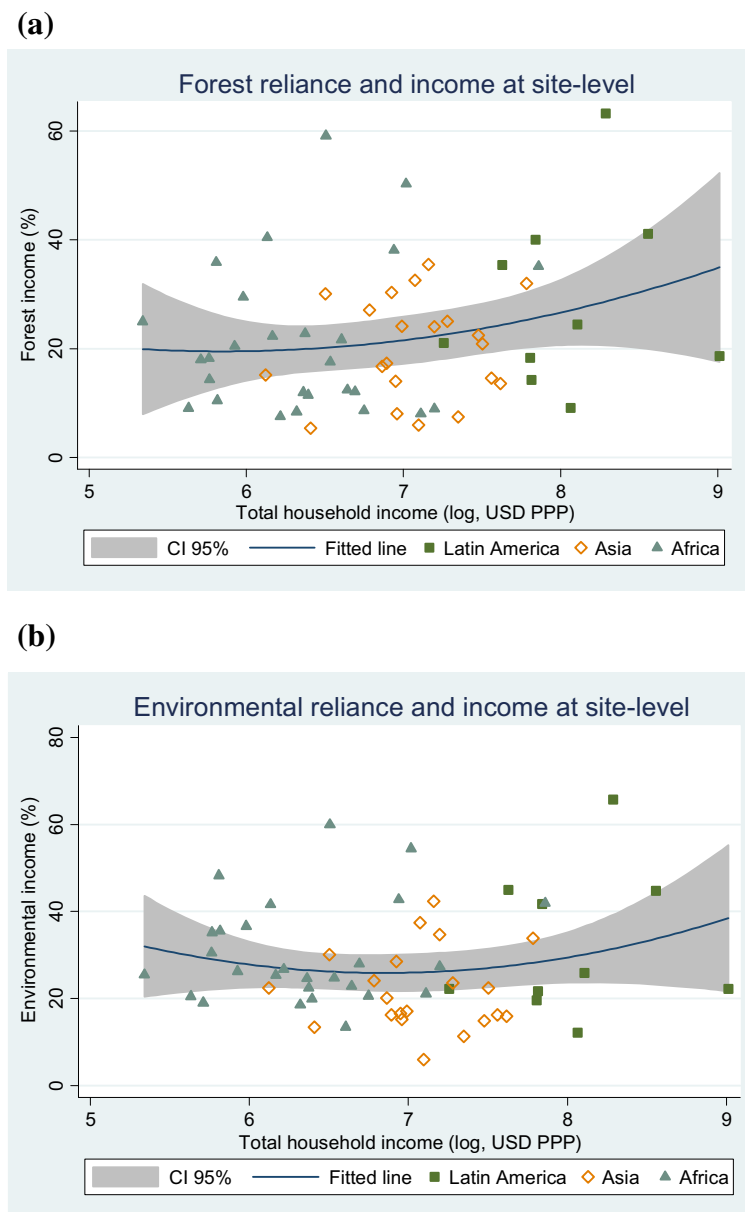 (a)
Forest reliance and income at site-level
Forest income (%)
60
40
20
0
5 6 7 8 9
Total household income (log, USD PPP)
CI 95% Fitted line Latin America Asia Africa
(b)
Environmental reliance and income at site-level
Environmental income (%)
80
60
40
20
0
5 6 7 8 9
Total household income (log, USD PPP)
CI 95% Fitted line Latin America Asia Africa